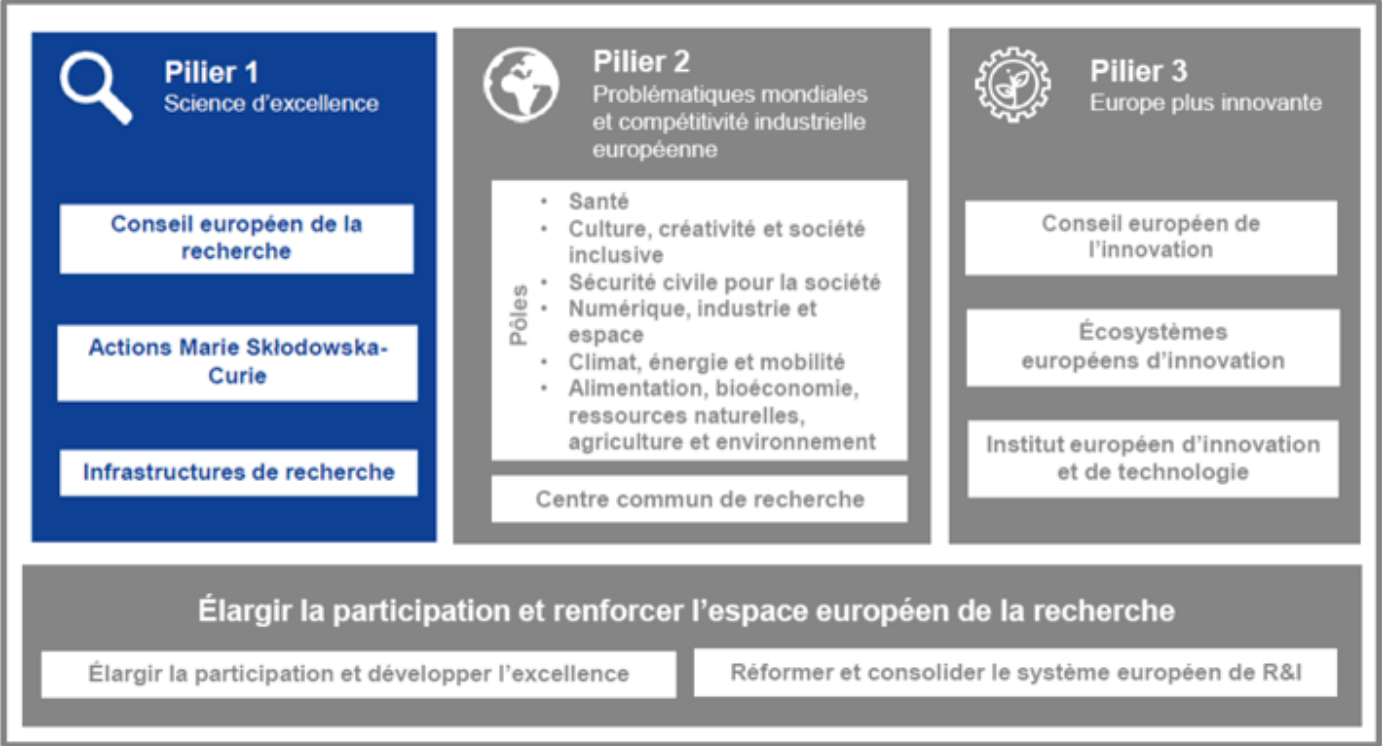 Pilier 1
Science d'excellence
Conseil européen de la
recherche
Actions Marie Skłodowska-
Curie
Infrastructures de recherche
Pilier 2
Problématiques mondiales
et compétitivité industrielle
européenne
Pôles
• Santé
• Culture, créativité et société
inclusive
• Sécurité civile pour la société
• Numérique, industrie et
espace
• Climat, énergie et mobilité
• Alimentation, bioéconomie,
ressources naturelles,
agriculture et environnement
Centre commun de recherche
Pilier 3
Europe plus innovante
Conseil européen de
l'innovation
Écosystèmes
européens d'innovation
Institut européen d'innovation
et de technologie
Élargir la participation et renforcer l'espace européen de la recherche
Élargir la participation et développer l'excellence
Réformer et consolider le système européen de R&I